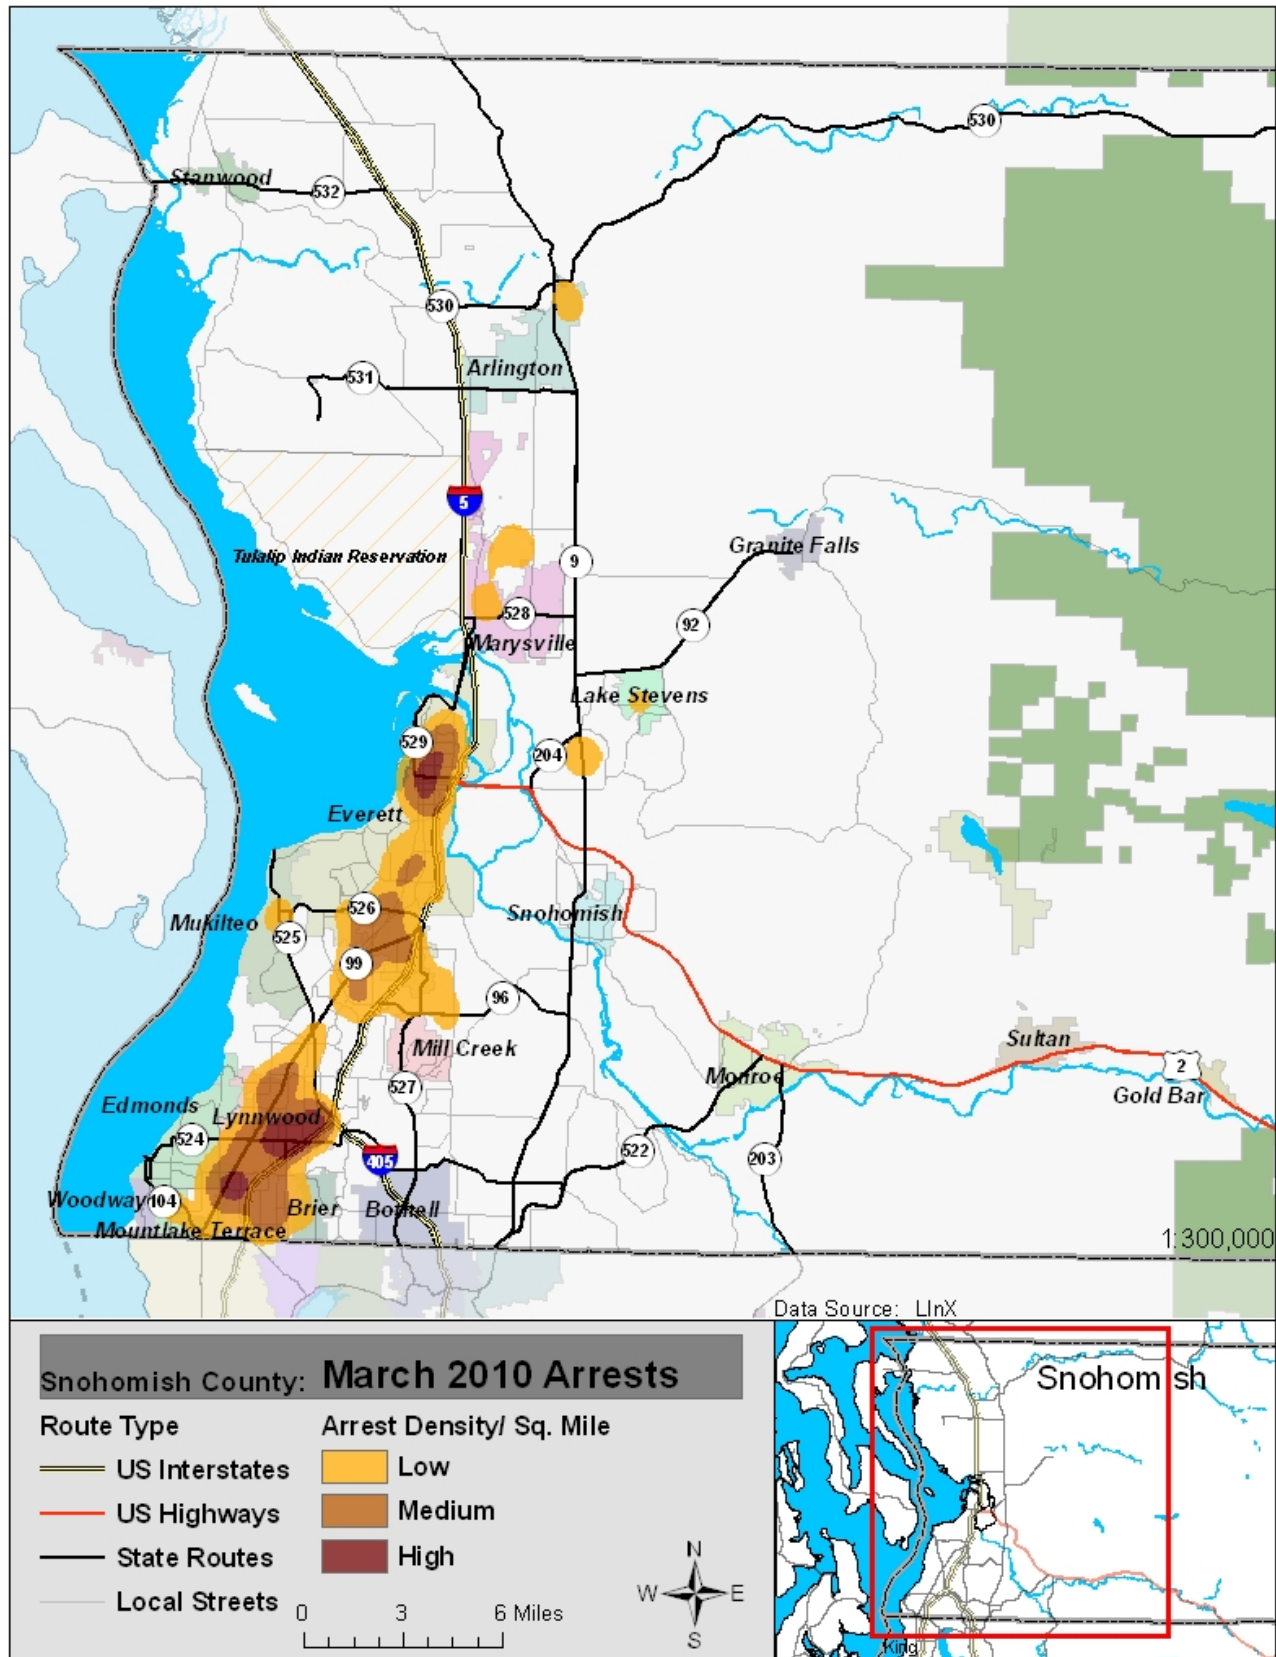 530
Stanwood
532
530
Arlington
531
5
Tulalip Indian Reservation
9
Granite Falls
528
92
Marysville
Lake Stevens
529
204
Everett
526
Snohomish
Mukilteo
525
99
96
Sultan
Mill Creek
2
Monroe
527
Gold Bar
Edmonds
Lynnwood
524
405
522
203
Woodway
104
Brier
Bothell
Mountlake Terrace
1:300,000
Data Source: LInX
Snohomish County: March 2010 Arrests
Route Type
US Interstates
US Highways
State Routes
Local Streets
Arrest Density/ Sq. Mile
Low
Medium
High
0 3 6 Miles
N
W E
S
Snohomish
King